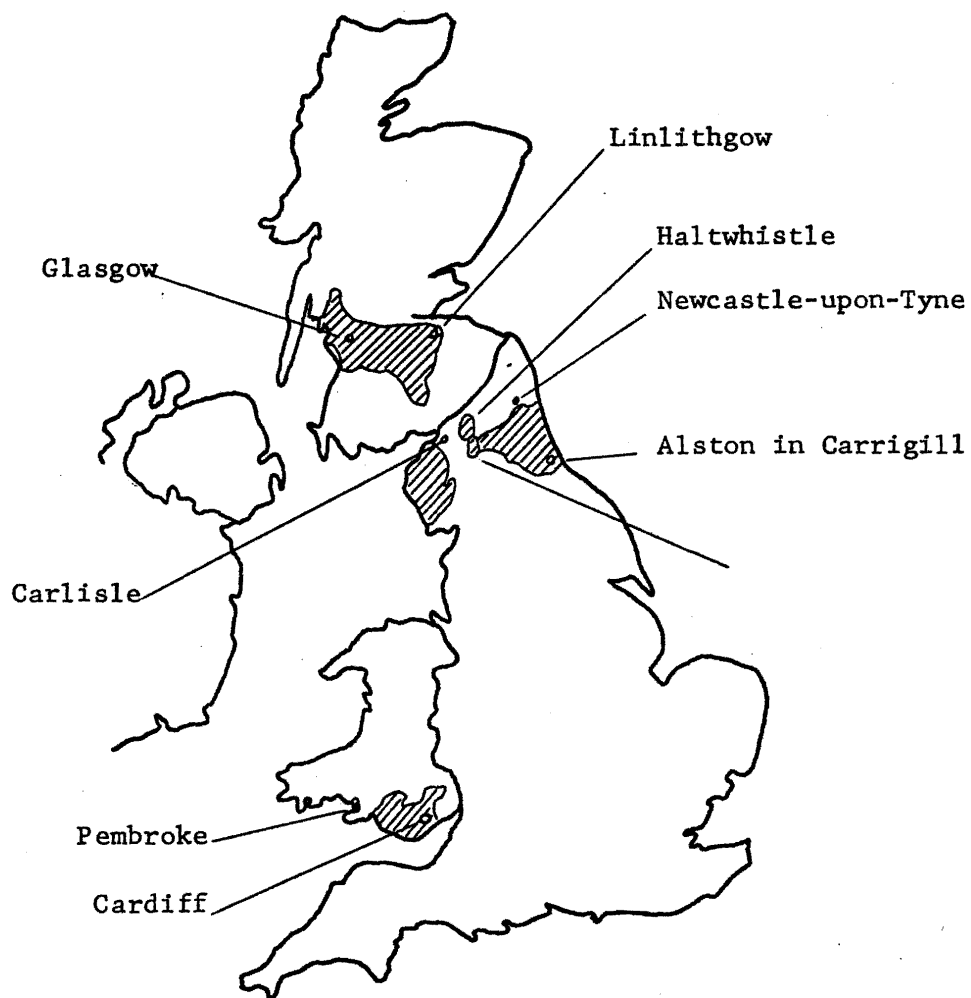 Linlithgow
Haltwhistle
Glasgow
Newcastle-upon-Tyne
Alston in Carrigill
Carlisle
Pembroke
Cardiff